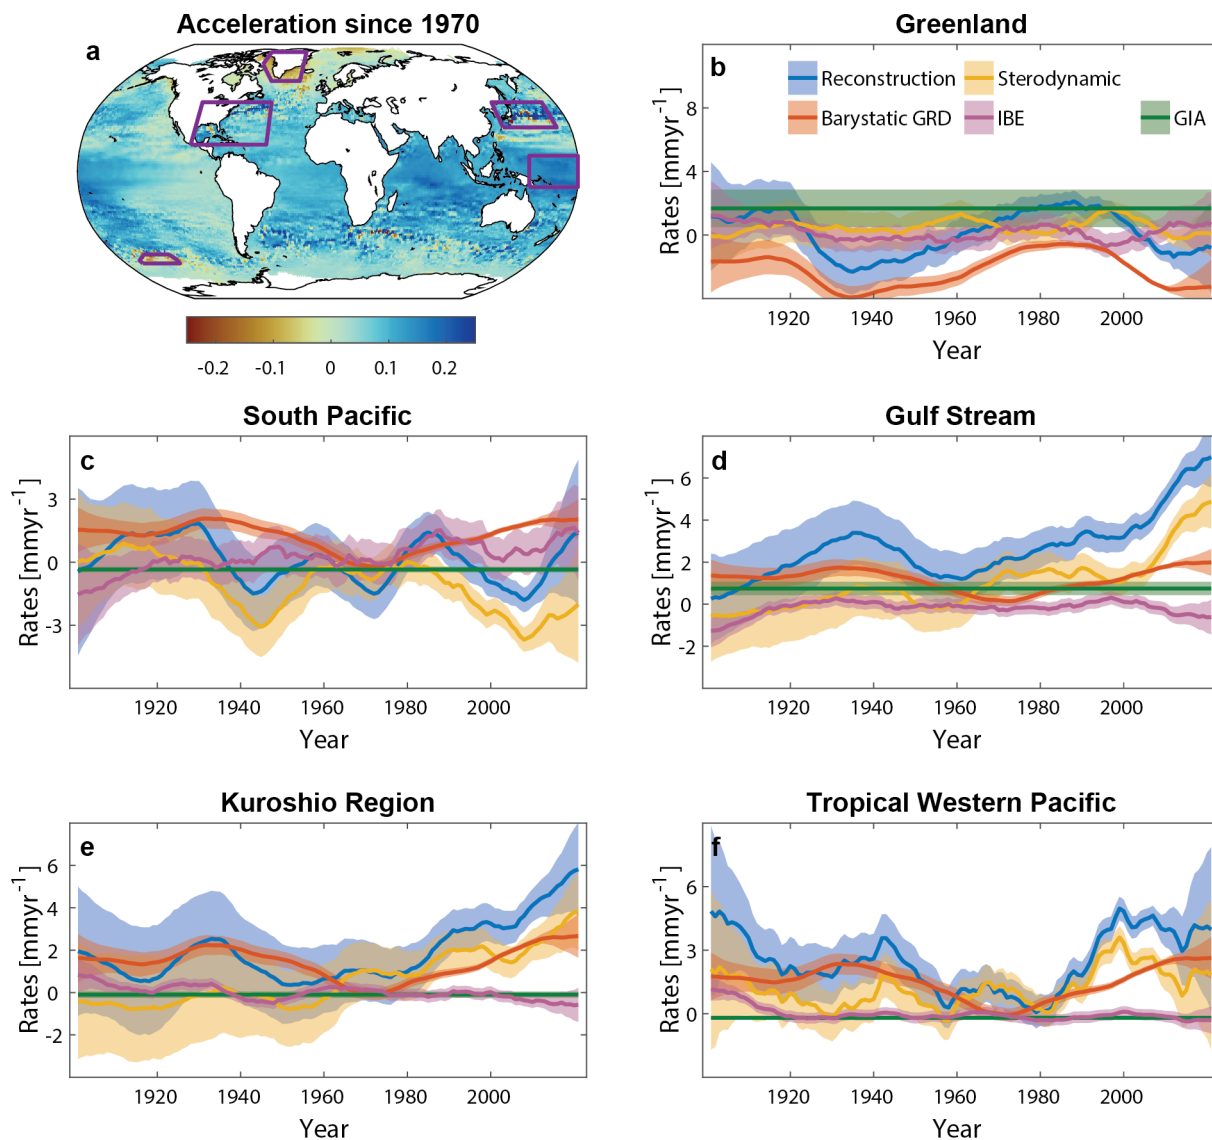 Acceleration since 1970
a
-0.2 -0.1 0 0.1 0.2
Greenland
b
Reconstruction
Sterodynamic
Barystatic GRD
IBE
GIA
8
4
0
Rates [mmyr⁻¹]
1920 1940 1960 1980 2000
Year
South Pacific
c
3
0
-3
Rates [mmyr⁻¹]
1920 1940 1960 1980 2000
Year
Gulf Stream
d
6
4
2
0
-2
Rates [mmyr⁻¹]
1920 1940 1960 1980 2000
Year
Kuroshio Region
e
6
4
2
0
-2
Rates [mmyr⁻¹]
1920 1940 1960 1980 2000
Year
Tropical Western Pacific
f
6
3
0
Rates [mmyr⁻¹]
1920 1940 1960 1980 2000
Year